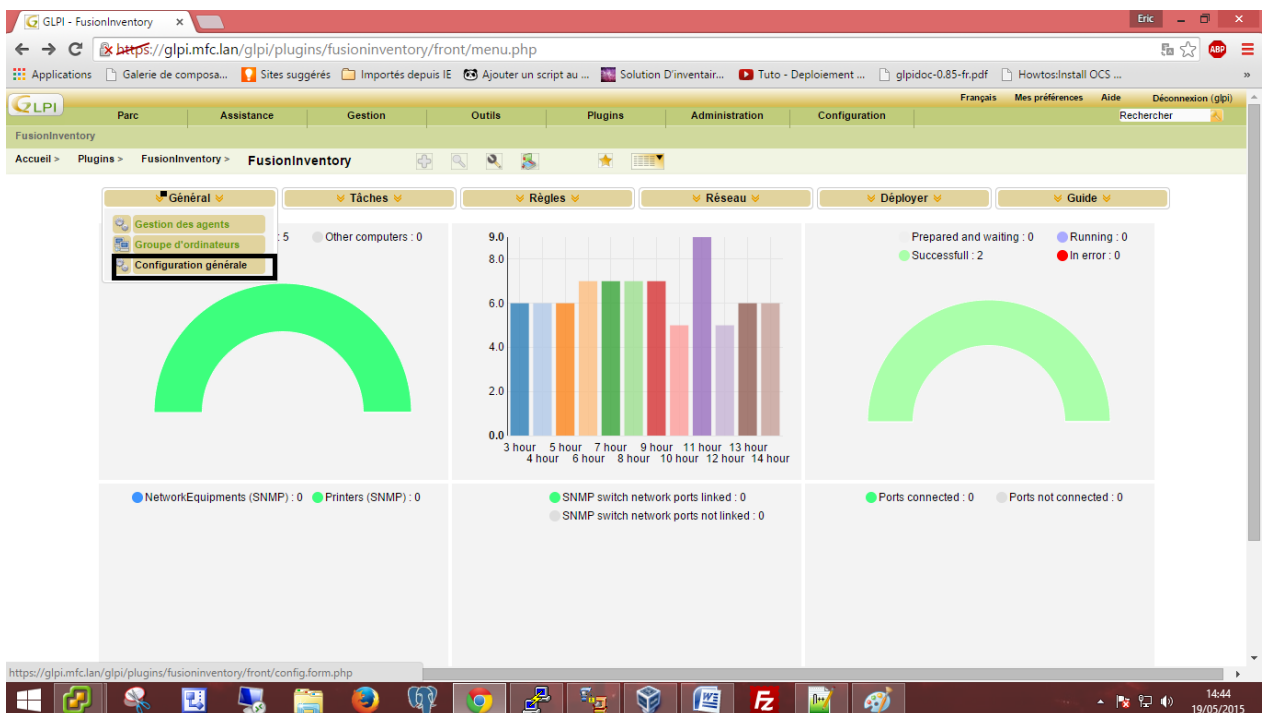 GLPI - FusionInventory
Eric
https://glpi.mfc.lan/glpi/plugins/fusioninventory/front/menu.php
ABP
Applications Galerie de composa... Sites suggérés Importés depuis IE Ajouter un script au ... Solution D'inventair... Tuto - Deploiement ... glpidoc-0.85-fr.pdf Howtos:Install OCS ... »
GLPI
Français Mes préférences Aide Déconnexion (glpi)
Parc Assistance Gestion Outils Plugins Administration Configuration Rechercher
FusionInventory
Accueil > Plugins > FusionInventory > FusionInventory
Général Tâches Règles Réseau Déployer Guide
Gestion des agents
Groupe d'ordinateurs
Configuration générale
: 5 Other computers : 0
9.0
8.0
6.0
4.0
2.0
0.0
3 hour 5 hour 7 hour 9 hour 11 hour 13 hour
4 hour 6 hour 8 hour 10 hour 12 hour 14 hour
Prepared and waiting : 0 Running : 0
Successfull : 2 In error : 0
NetworkEquipments (SNMP) : 0 Printers (SNMP) : 0
SNMP switch network ports linked : 0
SNMP switch network ports not linked : 0
Ports connected : 0 Ports not connected : 0
https://glpi.mfc.lan/glpi/plugins/fusioninventory/front/config.form.php
14:44
19/05/2015